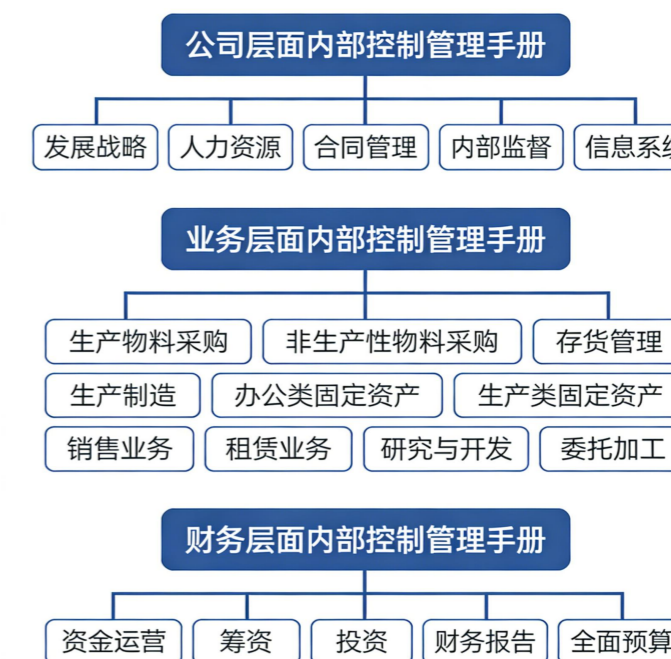 公司层面内部控制管理手册
发展战略 人力资源 合同管理 内部监督 信息系统
业务层面内部控制管理手册
生产物料采购 非生产性物料采购 存货管理
生产制造 办公类固定资产 生产类固定资产
销售业务 租赁业务 研究与开发 委托加工
财务层面内部控制管理手册
资金运营 筹资 投资 财务报告 全面预算